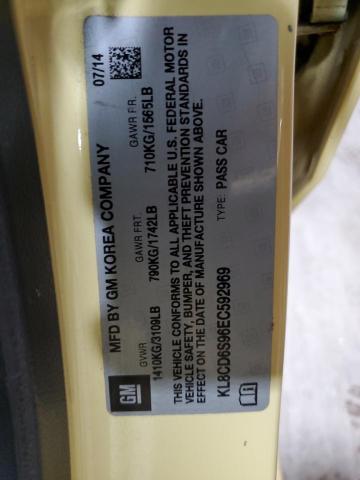 MFD BY GM KOREA COMPANY 07/14
GVWR GAWR FRT. GAWR FR.
1410KG/3109LB 790KG/1742LB 710KG/1565LB
THIS VEHICLE CONFORMS TO ALL APPLICABLE U.S. FEDERAL MOTOR
VEHICLE SAFETY, BUMPER, AND THEFT PREVENTION STANDARDS IN
EFFECT ON THE DATE OF MANUFACTURE SHOWN ABOVE.
KL8CD6S96EC592969 TYPE: PASS CAR
GM